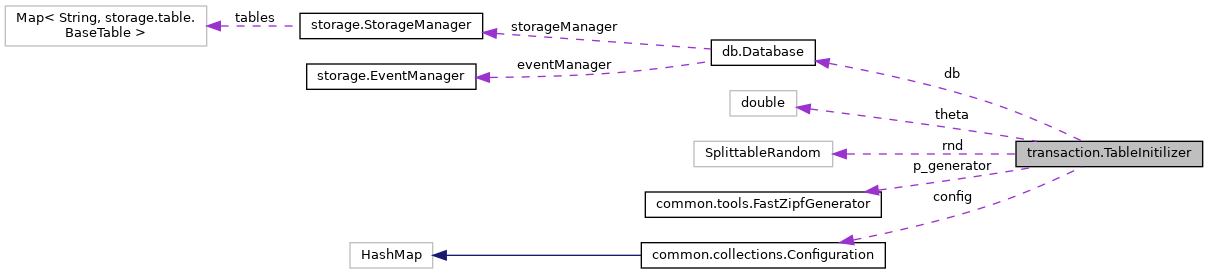 Map< String, storage.table.
BaseTable >
tables
storage.StorageManager
storageManager
storage.EventManager
eventManager
db.Database
db
double
theta
SplittableRandom
rnd
transaction.TableInitilizer
p_generator
common.tools.FastZipfGenerator
config
HashMap
common.collections.Configuration